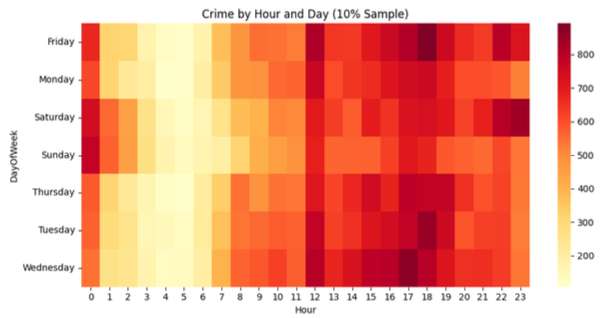 Crime by Hour and Day (10% Sample)
Friday
Monday
Saturday
Sunday
Thursday
Tuesday
Wednesday
DayOfWeek
0 1 2 3 4 5 6 7 8 9 10 11 12 13 14 15 16 17 18 19 20 21 22 23
Hour
800
700
600
500
400
300
200